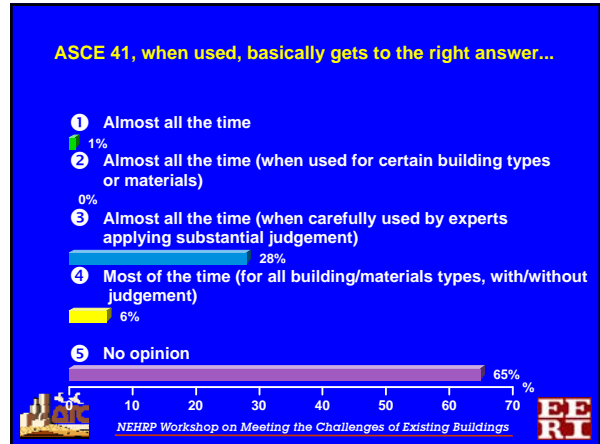 ASCE 41, when used, basically gets to the right answer...
❶ Almost all the time
1%
❷ Almost all the time (when used for certain building types
or materials)
0%
❸ Almost all the time (when carefully used by experts
applying substantial judgement)
28%
❹ Most of the time (for all building/materials types, with/without
judgement)
6%
❺ No opinion
65%
%
0 10 20 30 40 50 60 70
ATC
NEHRP Workshop on Meeting the Challenges of Existing Buildings
EE
RI